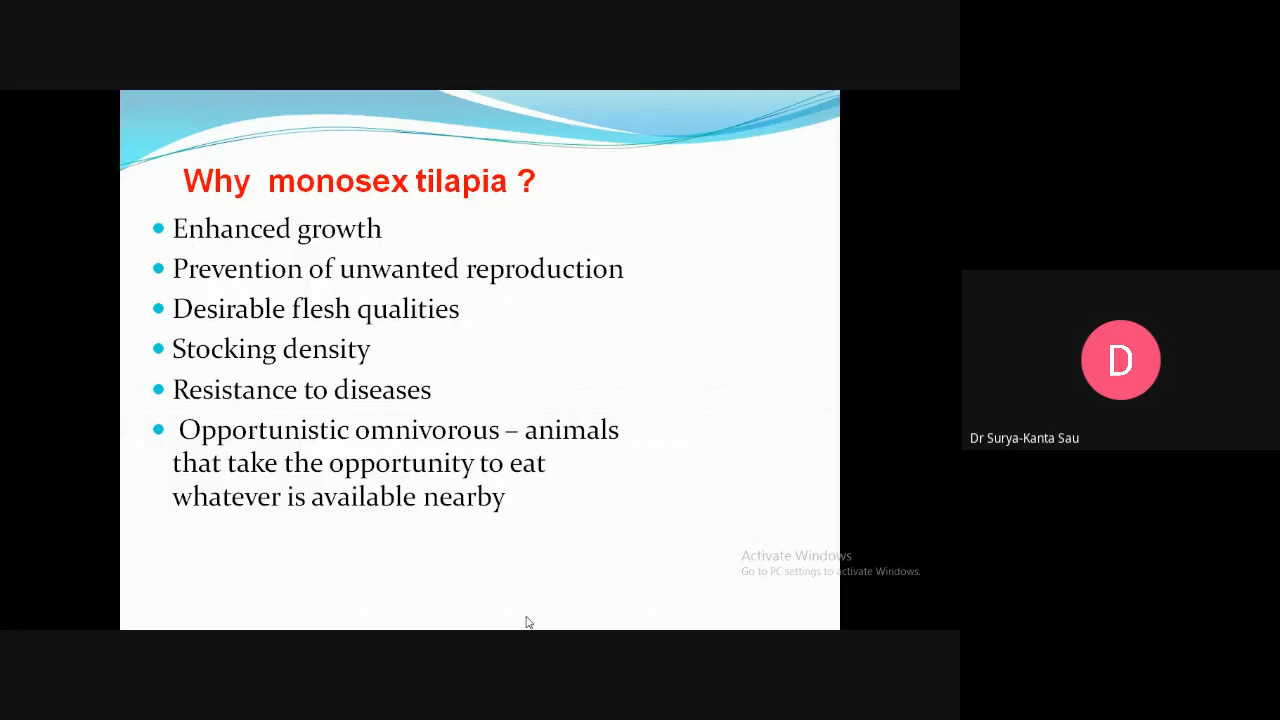 Why monosex tilapia ?
Enhanced growth
Prevention of unwanted reproduction
Desirable flesh qualities
Stocking density
Resistance to diseases
Opportunistic omnivorous – animals
that take the opportunity to eat
whatever is available nearby
Activate Windows
Go to PC settings to activate Windows.
D
Dr Surya-Kanta Sau